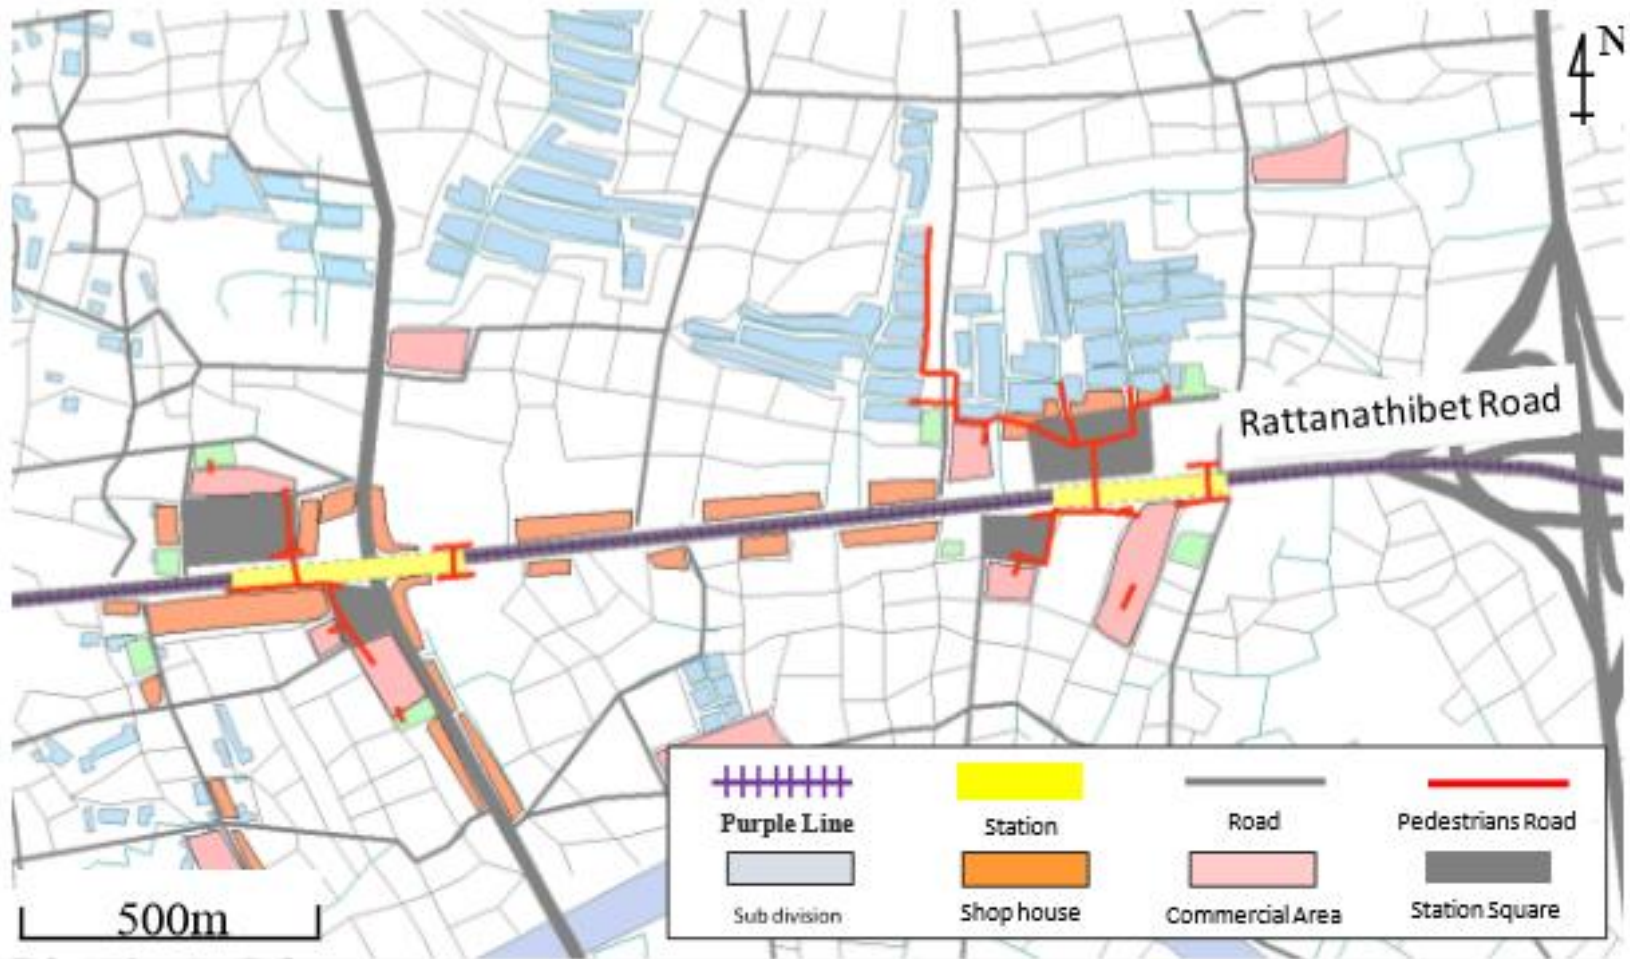 N
Rattanathibet Road
Purple Line
Station
Road
Pedestrians Road
Sub division
Shop house
Commercial Area
Station Square
500m